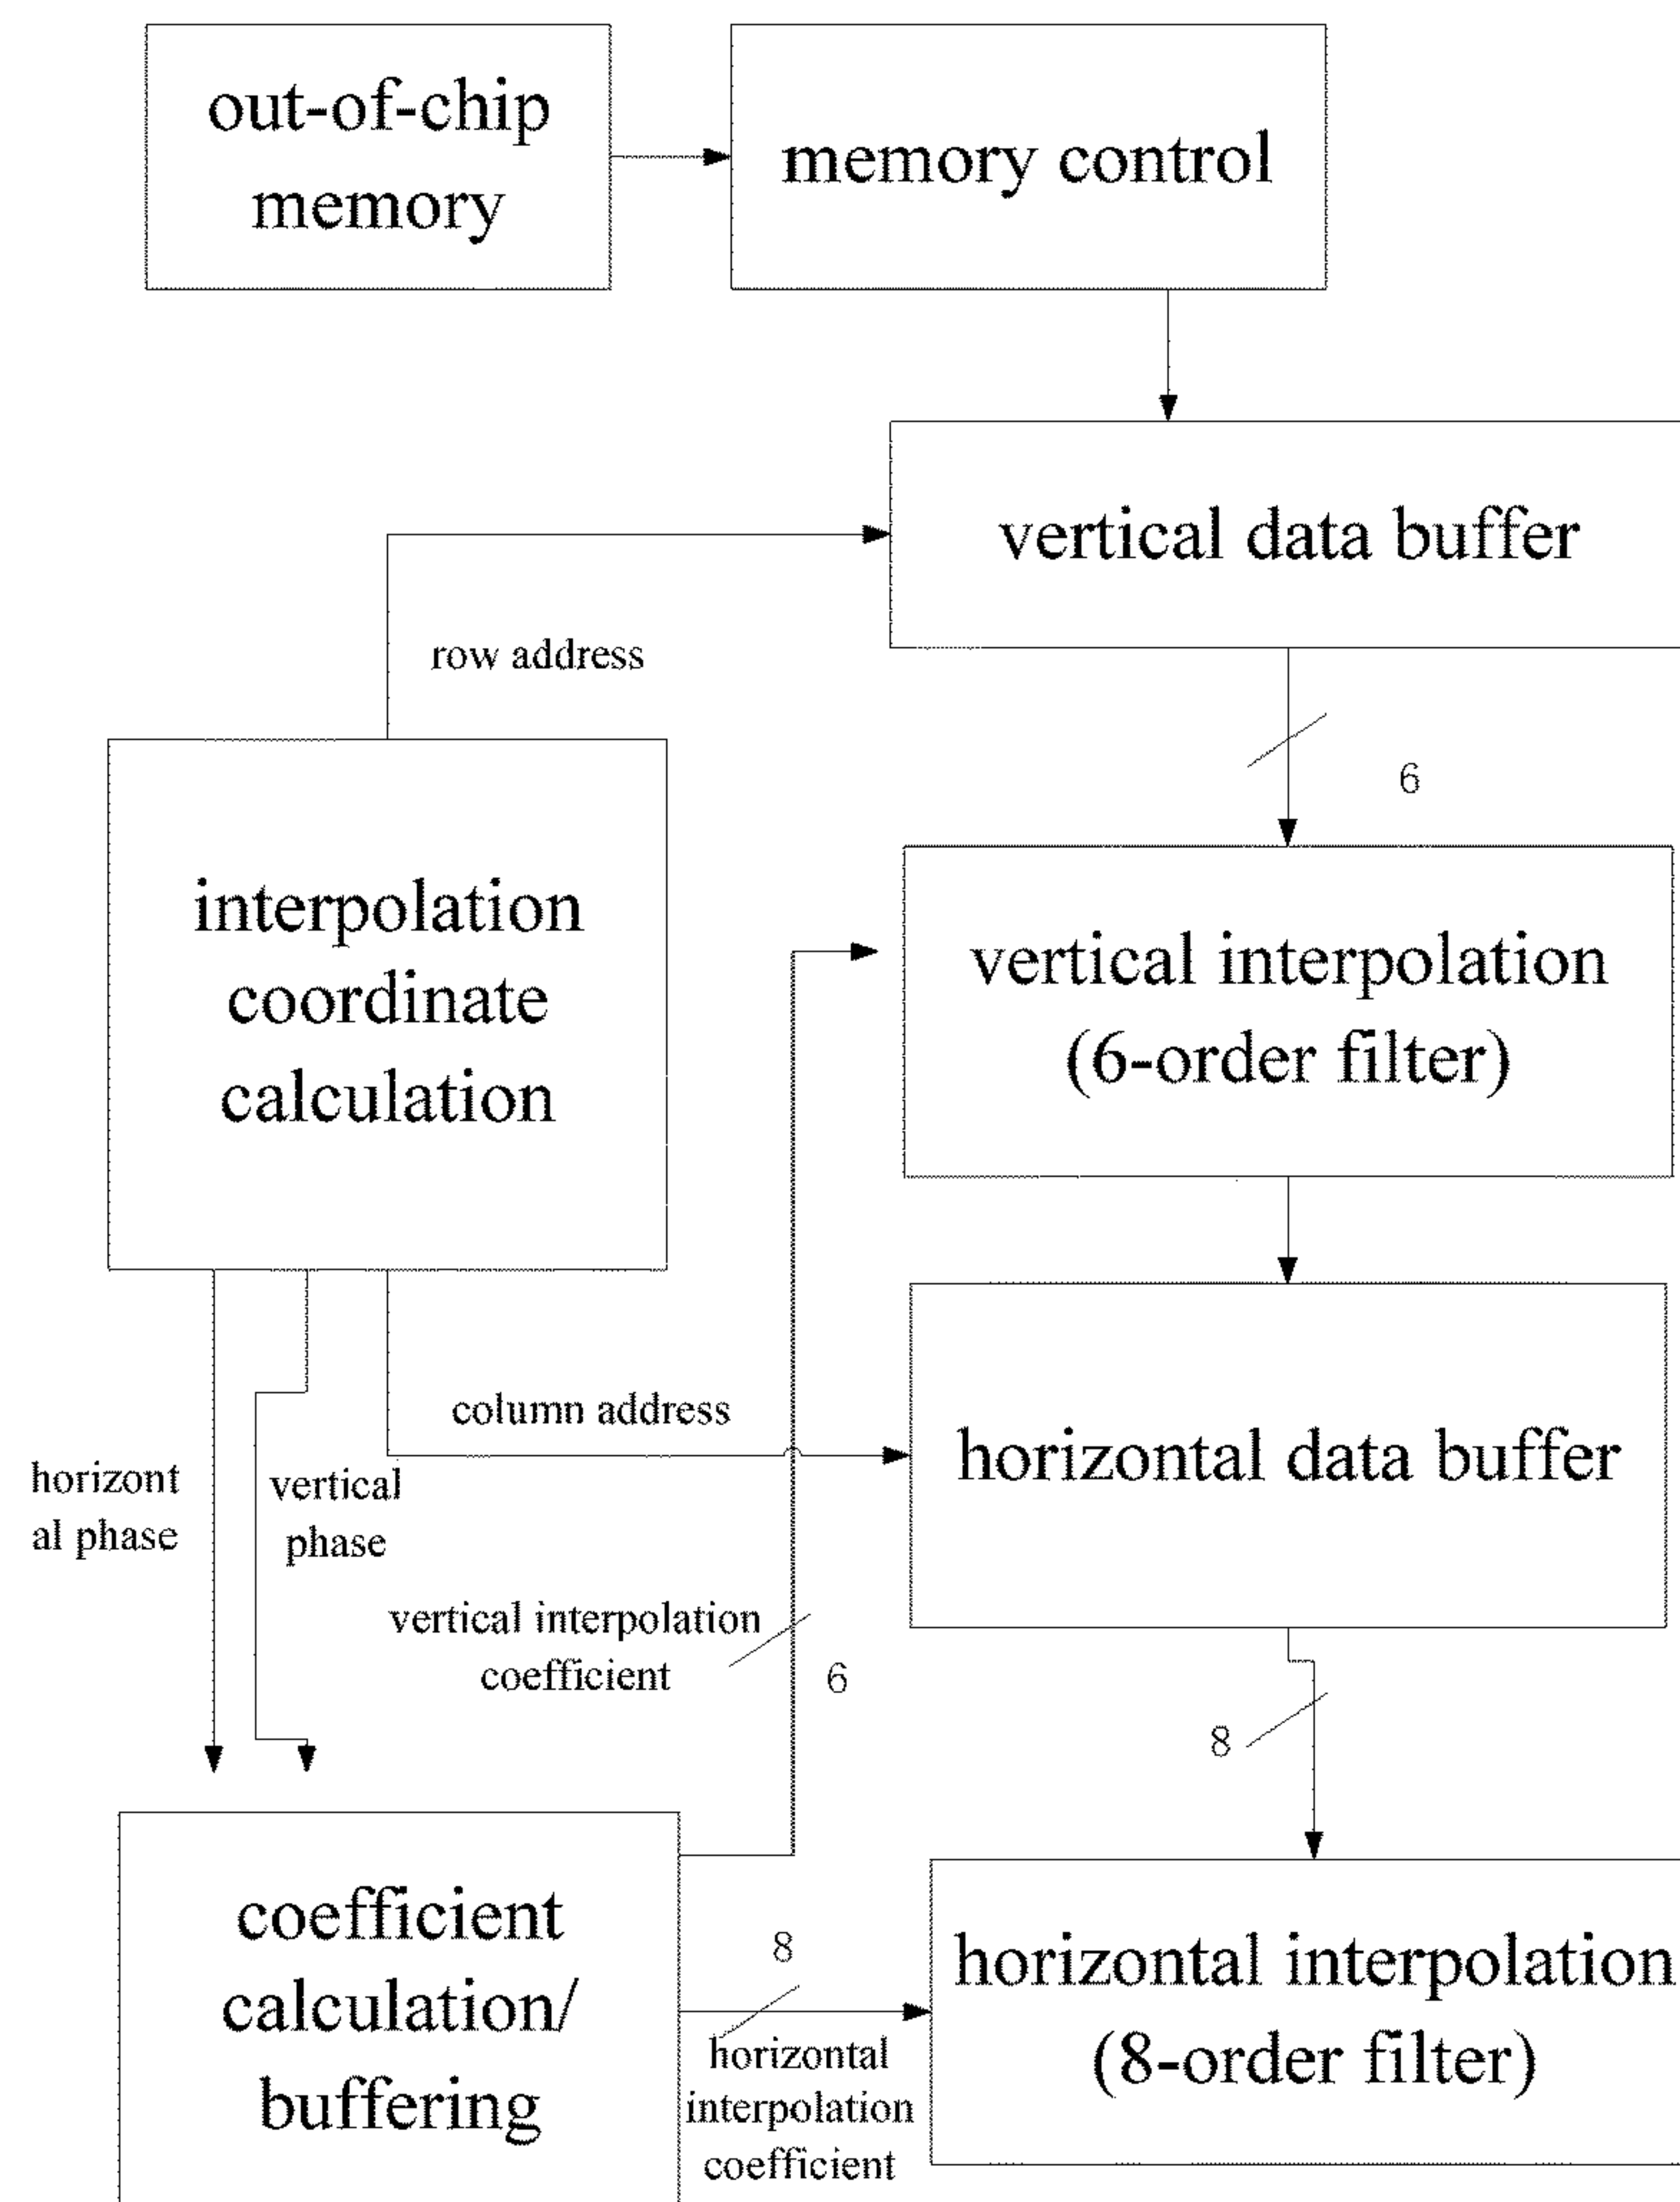 out-of-chip
memory
memory control
vertical data buffer
row address
6
interpolation
coordinate
calculation
vertical interpolation
(6-order filter)
column address
horizontal data buffer
horizont
al phase
vertical
phase
vertical interpolation
coefficient
6
8
coefficient
calculation/
buffering
8
horizontal
interpolation
coefficient
horizontal interpolation
(8-order filter)